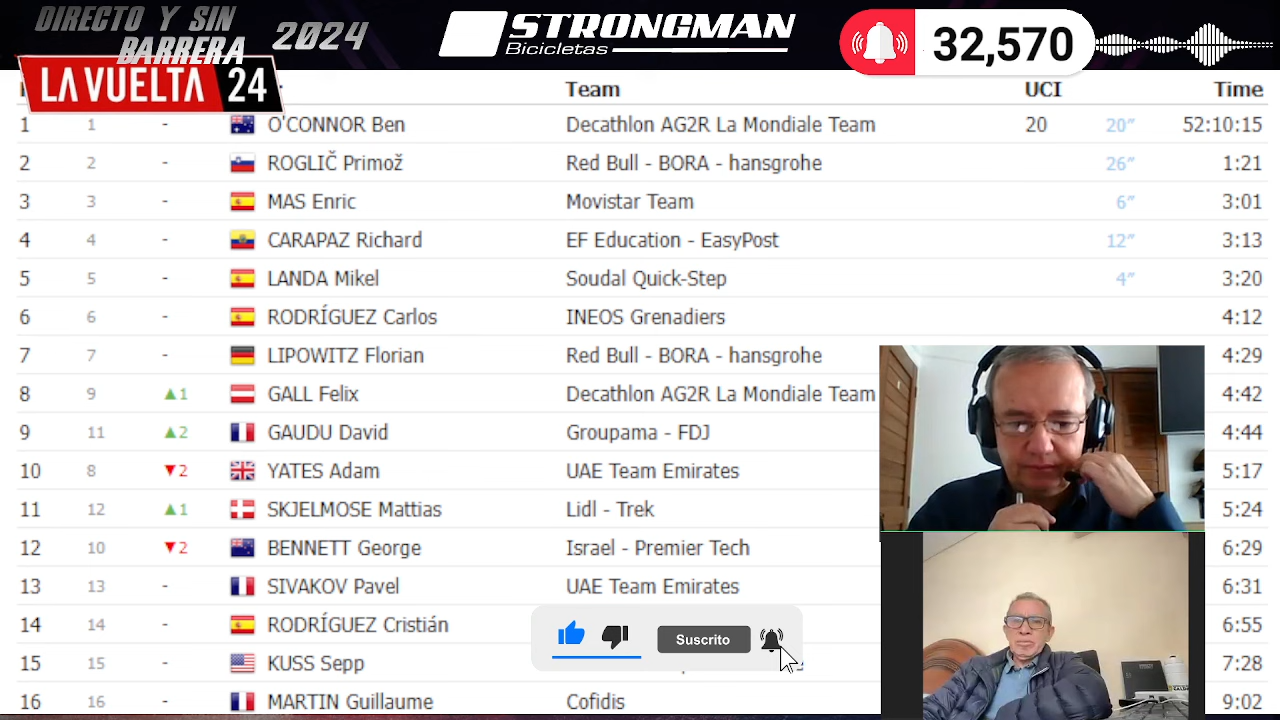 DIRECTO Y SIN BARRERA 2024
STRONGMAN
Bicicletas
32,570
LA VUELTA 24
Team UCI Time
1 1 - O'CONNOR Ben Decathlon AG2R La Mondiale Team 20 20″ 52:10:15
2 2 - ROGLIČ Primož Red Bull - BORA - hansgrohe 26″ 1:21
3 3 - MAS Enric Movistar Team 6″ 3:01
4 4 - CARAPAZ Richard EF Education - EasyPost 12″ 3:13
5 5 - LANDA Mikel Soudal Quick-Step 4″ 3:20
6 6 - RODRÍGUEZ Carlos INEOS Grenadiers 4:12
7 7 - LIPOWITZ Florian Red Bull - BORA - hansgrohe 4:29
8 9 ▲1 GALL Felix Decathlon AG2R La Mondiale Team 4:42
9 11 ▲2 GAUDU David Groupama - FDJ 4:44
10 8 ▼2 YATES Adam UAE Team Emirates 5:17
11 12 ▲1 SKJELMOSE Mattias Lidl - Trek 5:24
12 10 ▼2 BENNETT George Israel - Premier Tech 6:29
13 13 - SIVAKOV Pavel UAE Team Emirates 6:31
14 14 - RODRÍGUEZ Cristián 6:55
Suscrito
15 15 - KUSS Sepp 7:28
16 16 - MARTIN Guillaume Cofidis 9:02